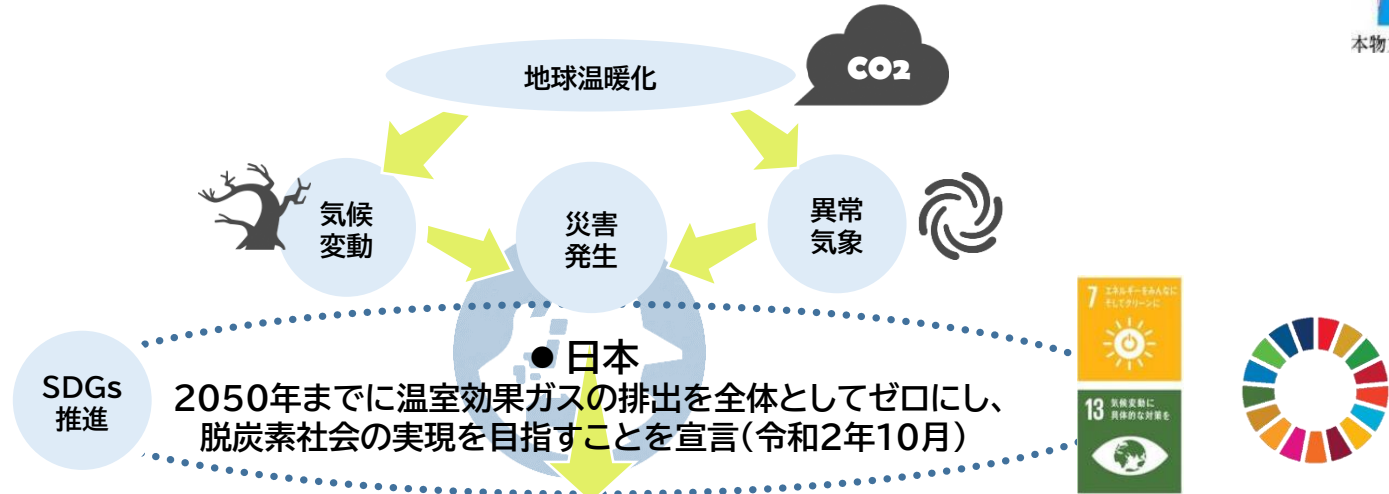 本物
地球温暖化
CO2
気候
変動
災害
発生
異常
気象
7 エネルギーをみんなに
そしてクリーンに
SDGs
推進
● 日本
2050年までに温室効果ガスの排出を全体としてゼロにし、
脱炭素社会の実現を目指すことを宣言(令和2年10月)
13 気候変動に
具体的な対策を